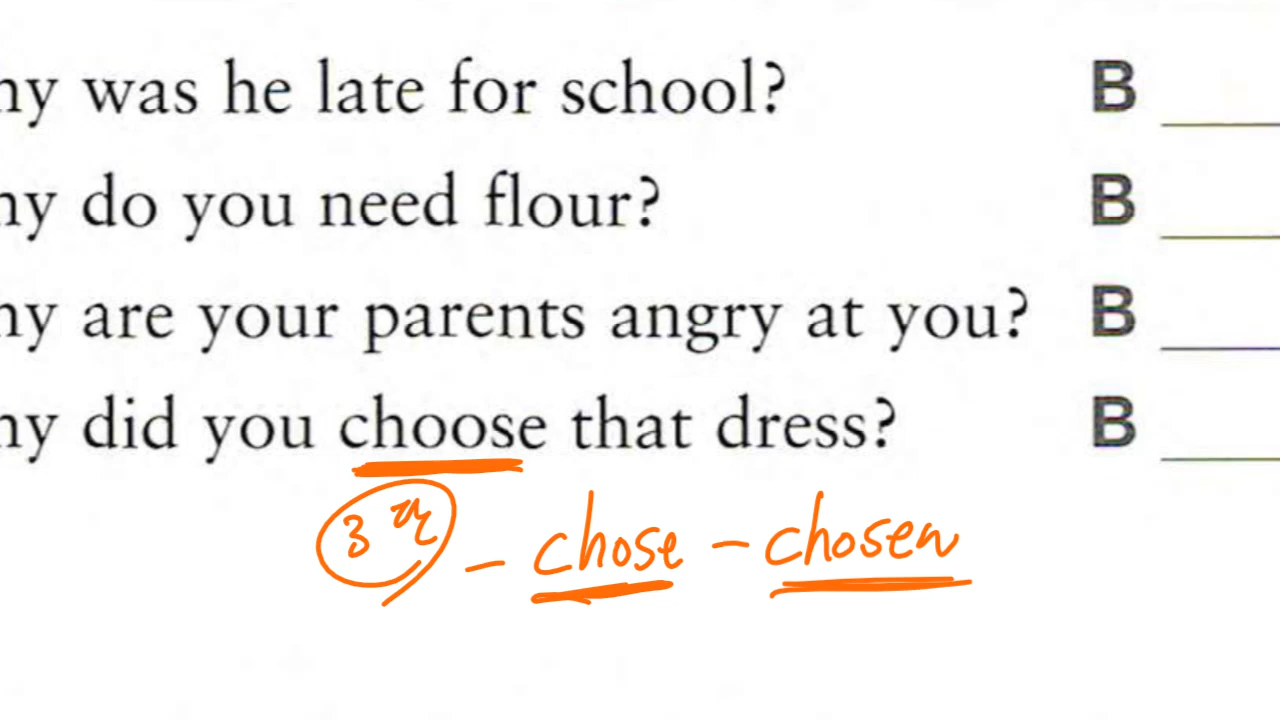 hy was he late for school? B
hy do you need flour? B
hy are your parents angry at you? B
hy did you choose that dress? B
- chose - chosen